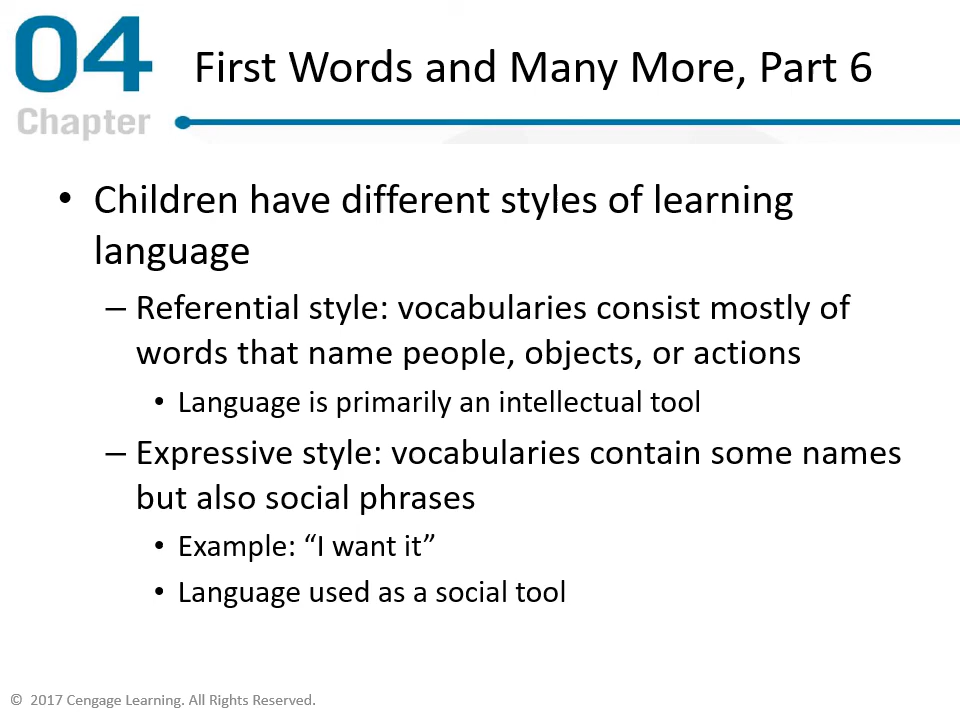 04
Chapter
First Words and Many More, Part 6
• Children have different styles of learning
language
– Referential style: vocabularies consist mostly of
words that name people, objects, or actions
• Language is primarily an intellectual tool
– Expressive style: vocabularies contain some names
but also social phrases
• Example: “I want it”
• Language used as a social tool
© 2017 Cengage Learning. All Rights Reserved.